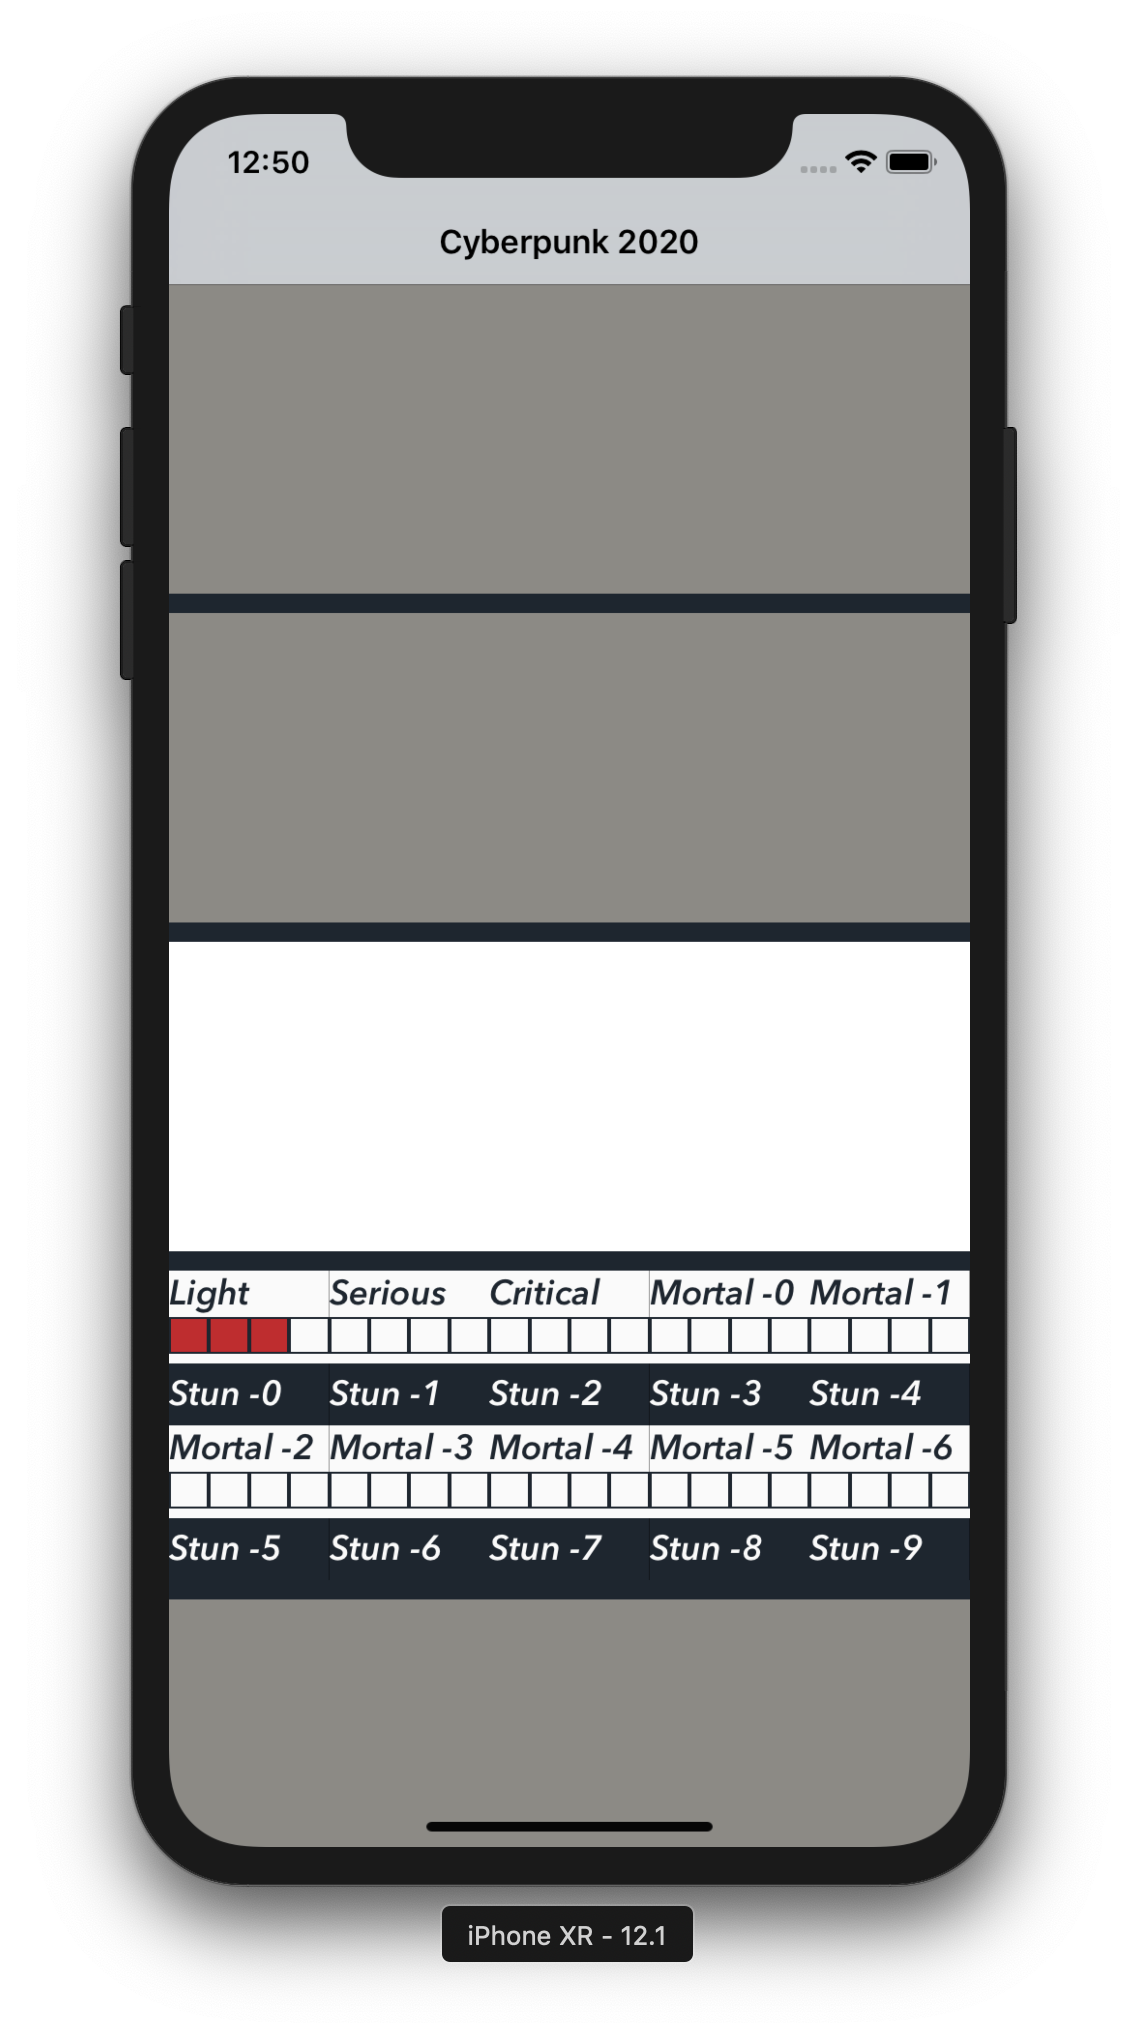 12:50
Cyberpunk 2020
Light Serious Critical Mortal -0 Mortal -1
Stun -0 Stun -1 Stun -2 Stun -3 Stun -4
Mortal -2 Mortal -3 Mortal -4 Mortal -5 Mortal -6
Stun -5 Stun -6 Stun -7 Stun -8 Stun -9
iPhone XR - 12.1